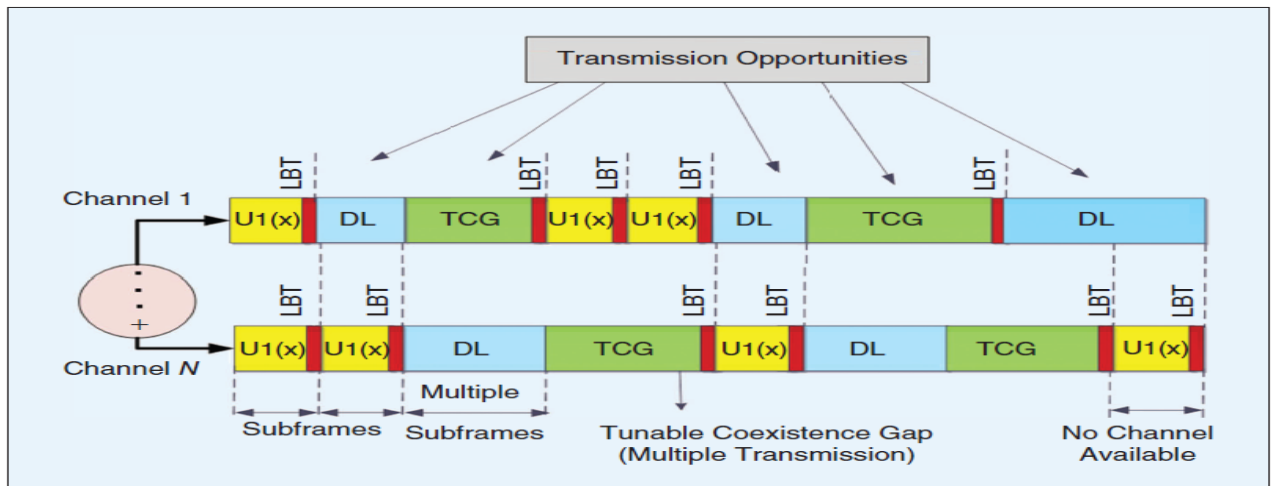 Transmission Opportunities
LBT LBT LBT LBT LBT
Channel 1
U1(x) DL TCG U1(x) U1(x) DL TCG DL
LBT LBT LBT LBT LBT LBT
+
U1(x) U1(x) DL TCG U1(x) DL TCG U1(x)
Channel N
Multiple
Subframes Subframes Tunable Coexistence Gap No Channel
(Multiple Transmission) Available